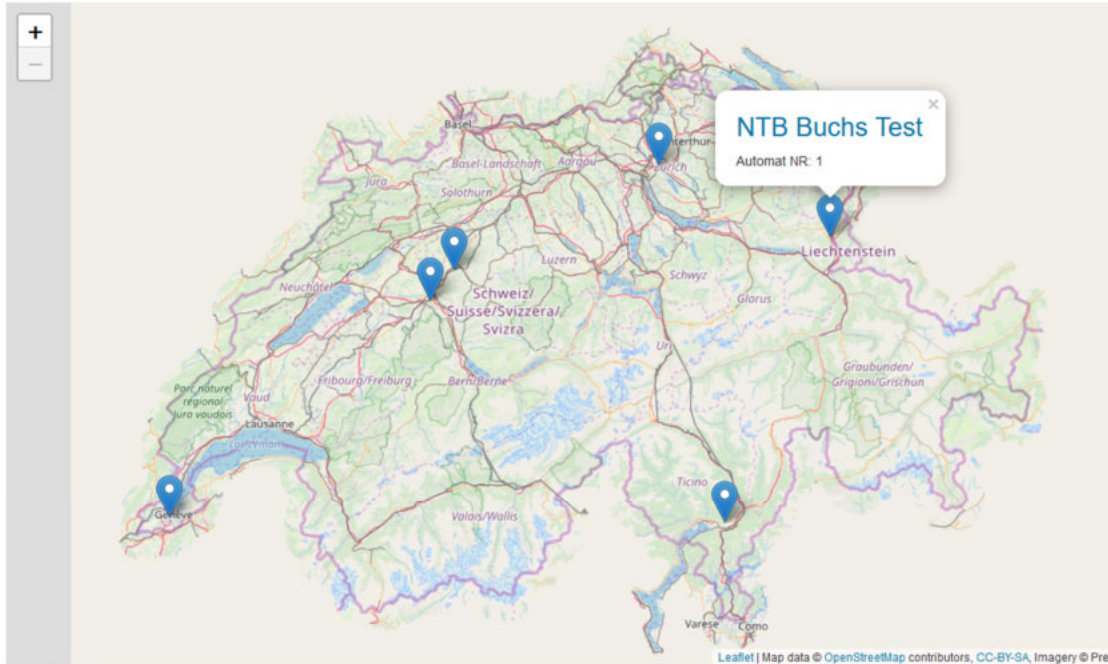 +
−
×
NTB Buchs Test
Automat NR: 1
Basel
nterthur
Zürich
Basel-Landschaft
Aargau
Jura
Solothurn
Liechtenstein
Luzern
Schwyz
Neuchâtel
Glarus
Schweiz/
Suisse/Svizzera/
Svizra
Uri
Graubünden/
Grigioni/Grischun
Parc naturel
régional
Jura vaudois
Fribourg/Freiburg
Bern/Berne
Vaud
Lausanne
Ticino
Genève
Valais/Wallis
Varese
Como
Leaflet | Map data © OpenStreetMap contributors, CC-BY-SA, Imagery © Pre